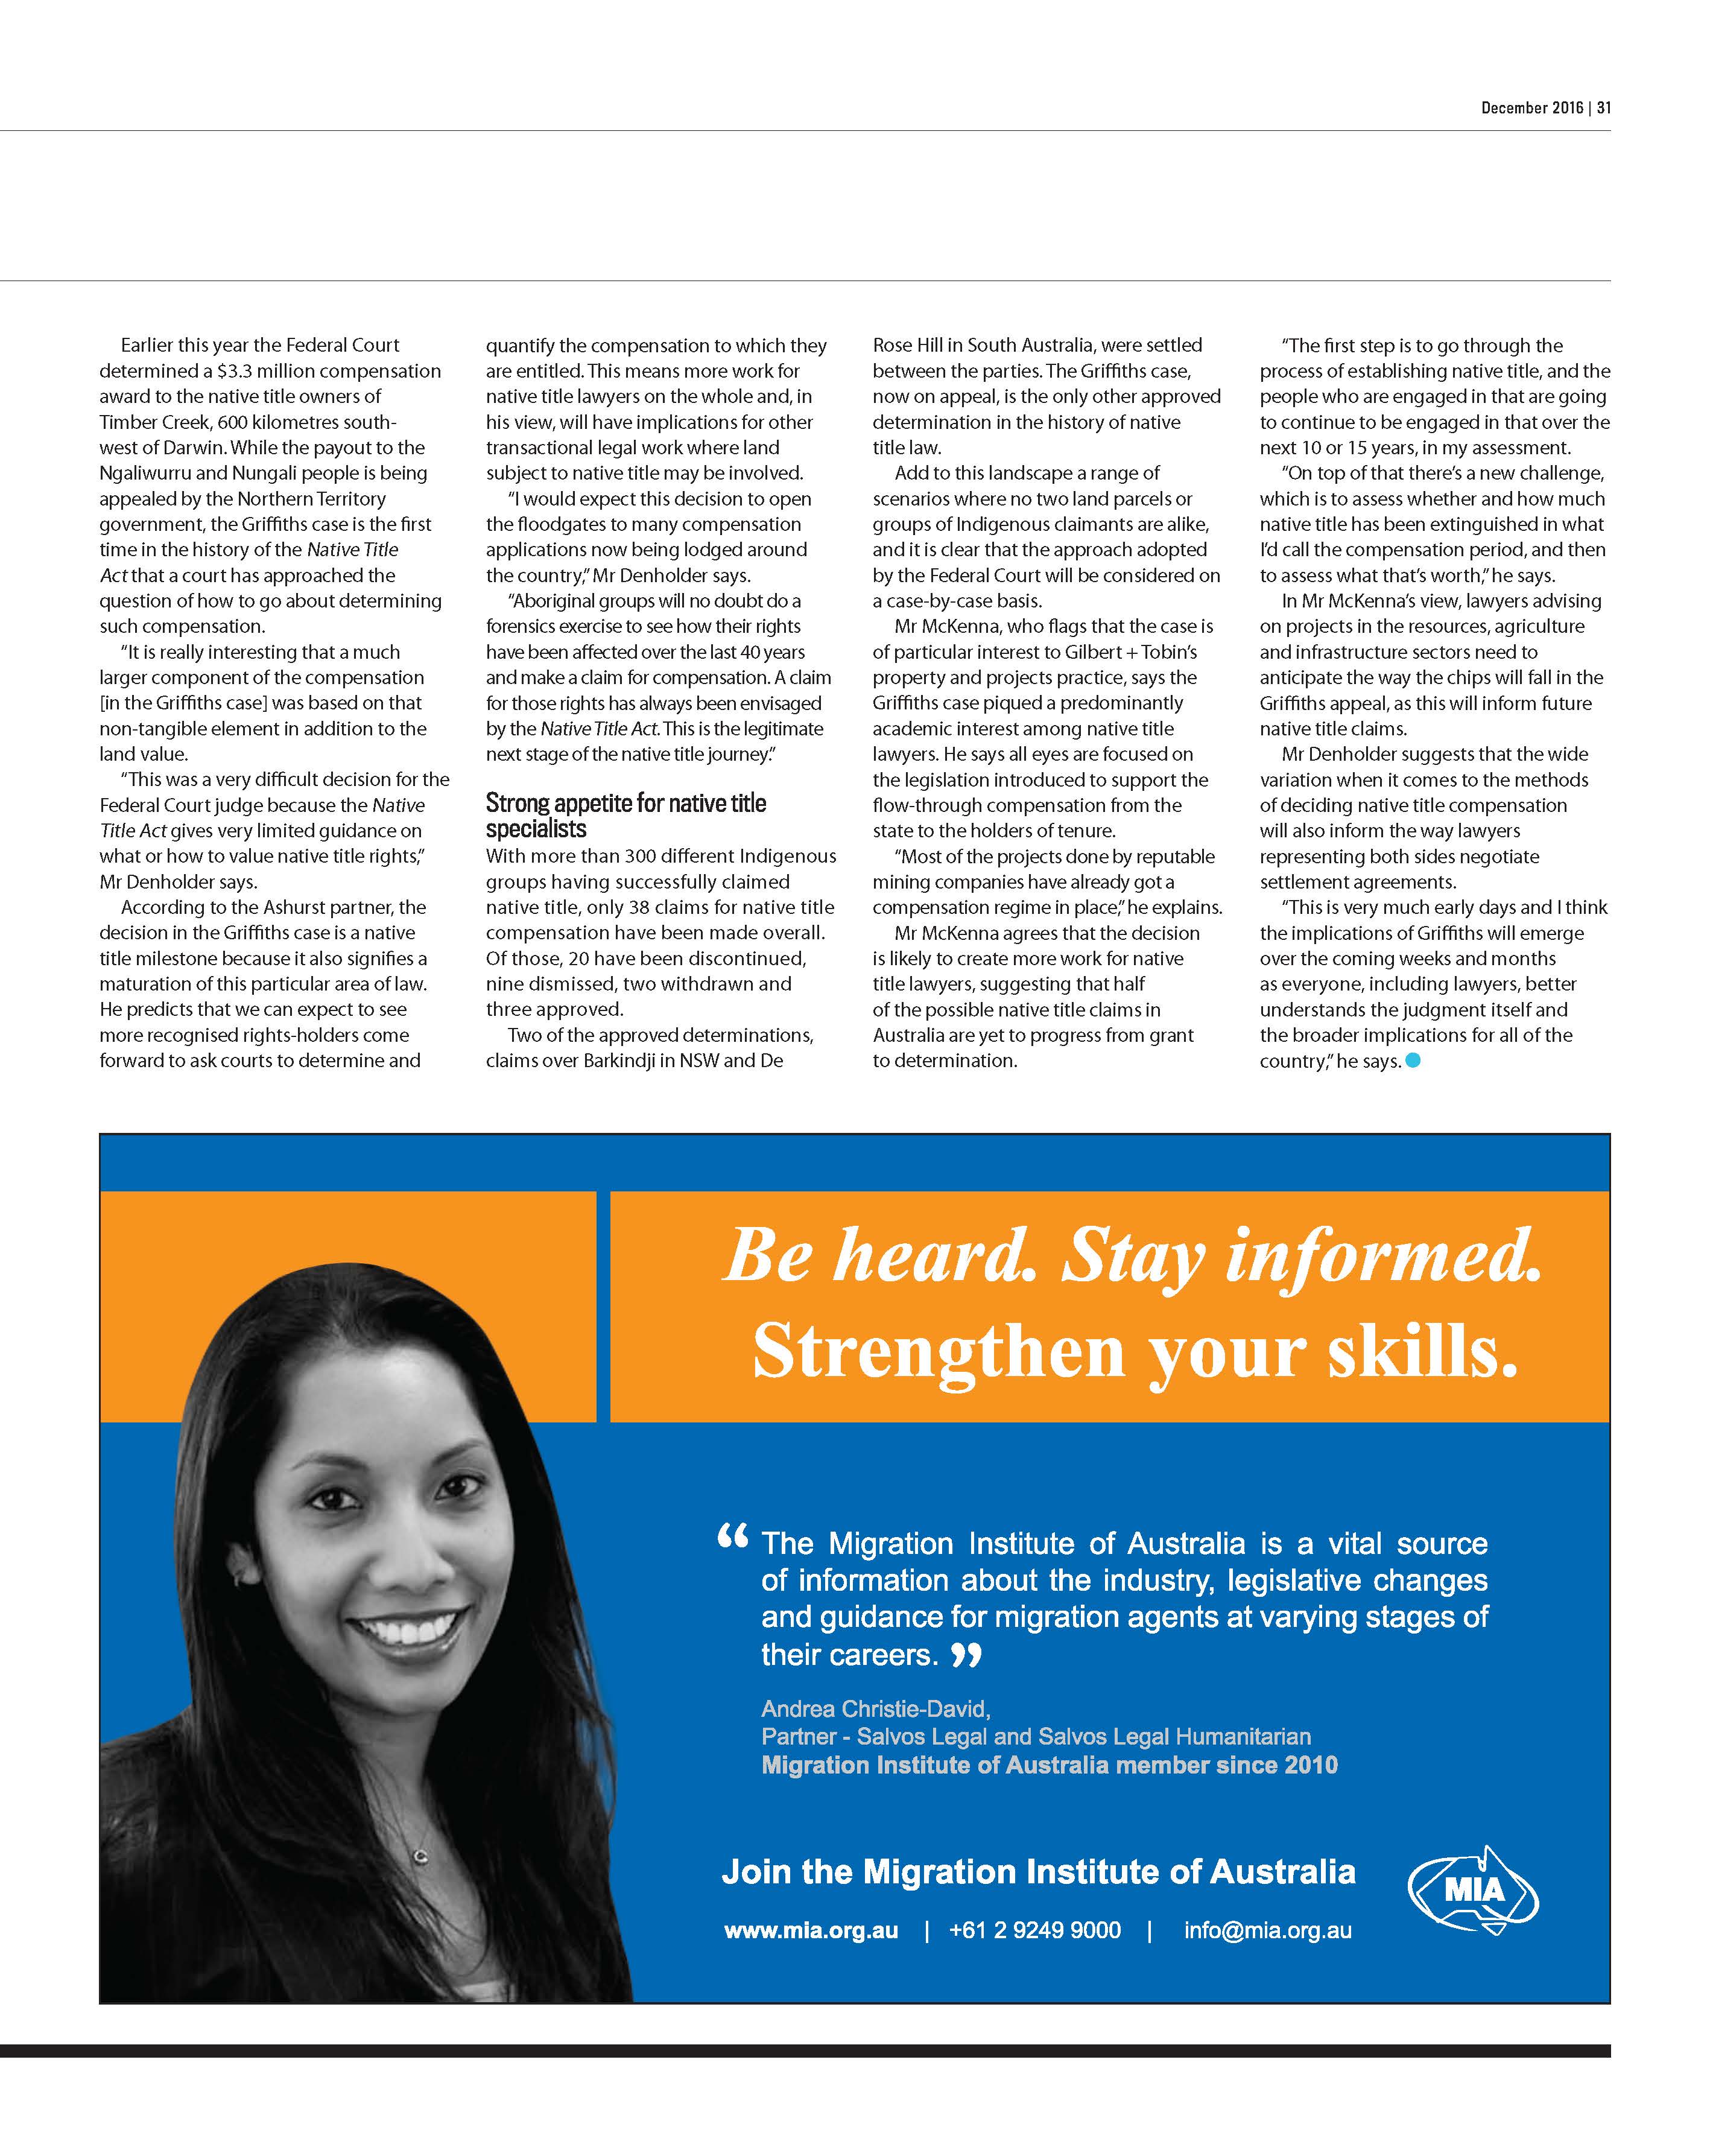 December 2016 | 31
Earlier this year the Federal Court
determined a $3.3 million compensation
award to the native title owners of
Timber Creek, 600 kilometres south-
west of Darwin. While the payout to the
Ngaliwurru and Nungali people is being
appealed by the Northern Territory
government, the Griffiths case is the first
time in the history of the Native Title
Act that a court has approached the
question of how to go about determining
such compensation.
“It is really interesting that a much
larger component of the compensation
[in the Griffiths case] was based on that
non-tangible element in addition to the
land value.
“This was a very difficult decision for the
Federal Court judge because the Native
Title Act gives very limited guidance on
what or how to value native title rights,”
Mr Denholder says.
According to the Ashurst partner, the
decision in the Griffiths case is a native
title milestone because it also signifies a
maturation of this particular area of law.
He predicts that we can expect to see
more recognised rights-holders come
forward to ask courts to determine and
quantify the compensation to which they
are entitled. This means more work for
native title lawyers on the whole and, in
his view, will have implications for other
transactional legal work where land
subject to native title may be involved.
“I would expect this decision to open
the floodgates to many compensation
applications now being lodged around
the country,” Mr Denholder says.
“Aboriginal groups will no doubt do a
forensics exercise to see how their rights
have been affected over the last 40 years
and make a claim for compensation. A claim
for those rights has always been envisaged
by the Native Title Act. This is the legitimate
next stage of the native title journey.”
Strong appetite for native title
specialists
With more than 300 different Indigenous
groups having successfully claimed
native title, only 38 claims for native title
compensation have been made overall.
Of those, 20 have been discontinued,
nine dismissed, two withdrawn and
three approved.
Two of the approved determinations,
claims over Barkindji in NSW and De
Rose Hill in South Australia, were settled
between the parties. The Griffiths case,
now on appeal, is the only other approved
determination in the history of native
title law.
Add to this landscape a range of
scenarios where no two land parcels or
groups of Indigenous claimants are alike,
and it is clear that the approach adopted
by the Federal Court will be considered on
a case-by-case basis.
Mr McKenna, who flags that the case is
of particular interest to Gilbert + Tobin’s
property and projects practice, says the
Griffiths case piqued a predominantly
academic interest among native title
lawyers. He says all eyes are focused on
the legislation introduced to support the
flow-through compensation from the
state to the holders of tenure.
“Most of the projects done by reputable
mining companies have already got a
compensation regime in place,” he explains.
Mr McKenna agrees that the decision
is likely to create more work for native
title lawyers, suggesting that half
of the possible native title claims in
Australia are yet to progress from grant
to determination.
“The first step is to go through the
process of establishing native title, and the
people who are engaged in that are going
to continue to be engaged in that over the
next 10 or 15 years, in my assessment.
“On top of that there’s a new challenge,
which is to assess whether and how much
native title has been extinguished in what
I’d call the compensation period, and then
to assess what that’s worth,” he says.
In Mr McKenna’s view, lawyers advising
on projects in the resources, agriculture
and infrastructure sectors need to
anticipate the way the chips will fall in the
Griffiths appeal, as this will inform future
native title claims.
Mr Denholder suggests that the wide
variation when it comes to the methods
of deciding native title compensation
will also inform the way lawyers
representing both sides negotiate
settlement agreements.
“This is very much early days and I think
the implications of Griffiths will emerge
over the coming weeks and months
as everyone, including lawyers, better
understands the judgment itself and
the broader implications for all of the
country,” he says.
Be heard. Stay informed.
Strengthen your skills.
“ The Migration Institute of Australia is a vital source
of information about the industry, legislative changes
and guidance for migration agents at varying stages of
their careers. ”
Andrea Christie-David,
Partner - Salvos Legal and Salvos Legal Humanitarian
Migration Institute of Australia member since 2010
Join the Migration Institute of Australia
MIA
www.mia.org.au | +61 2 9249 9000 | info@mia.org.au